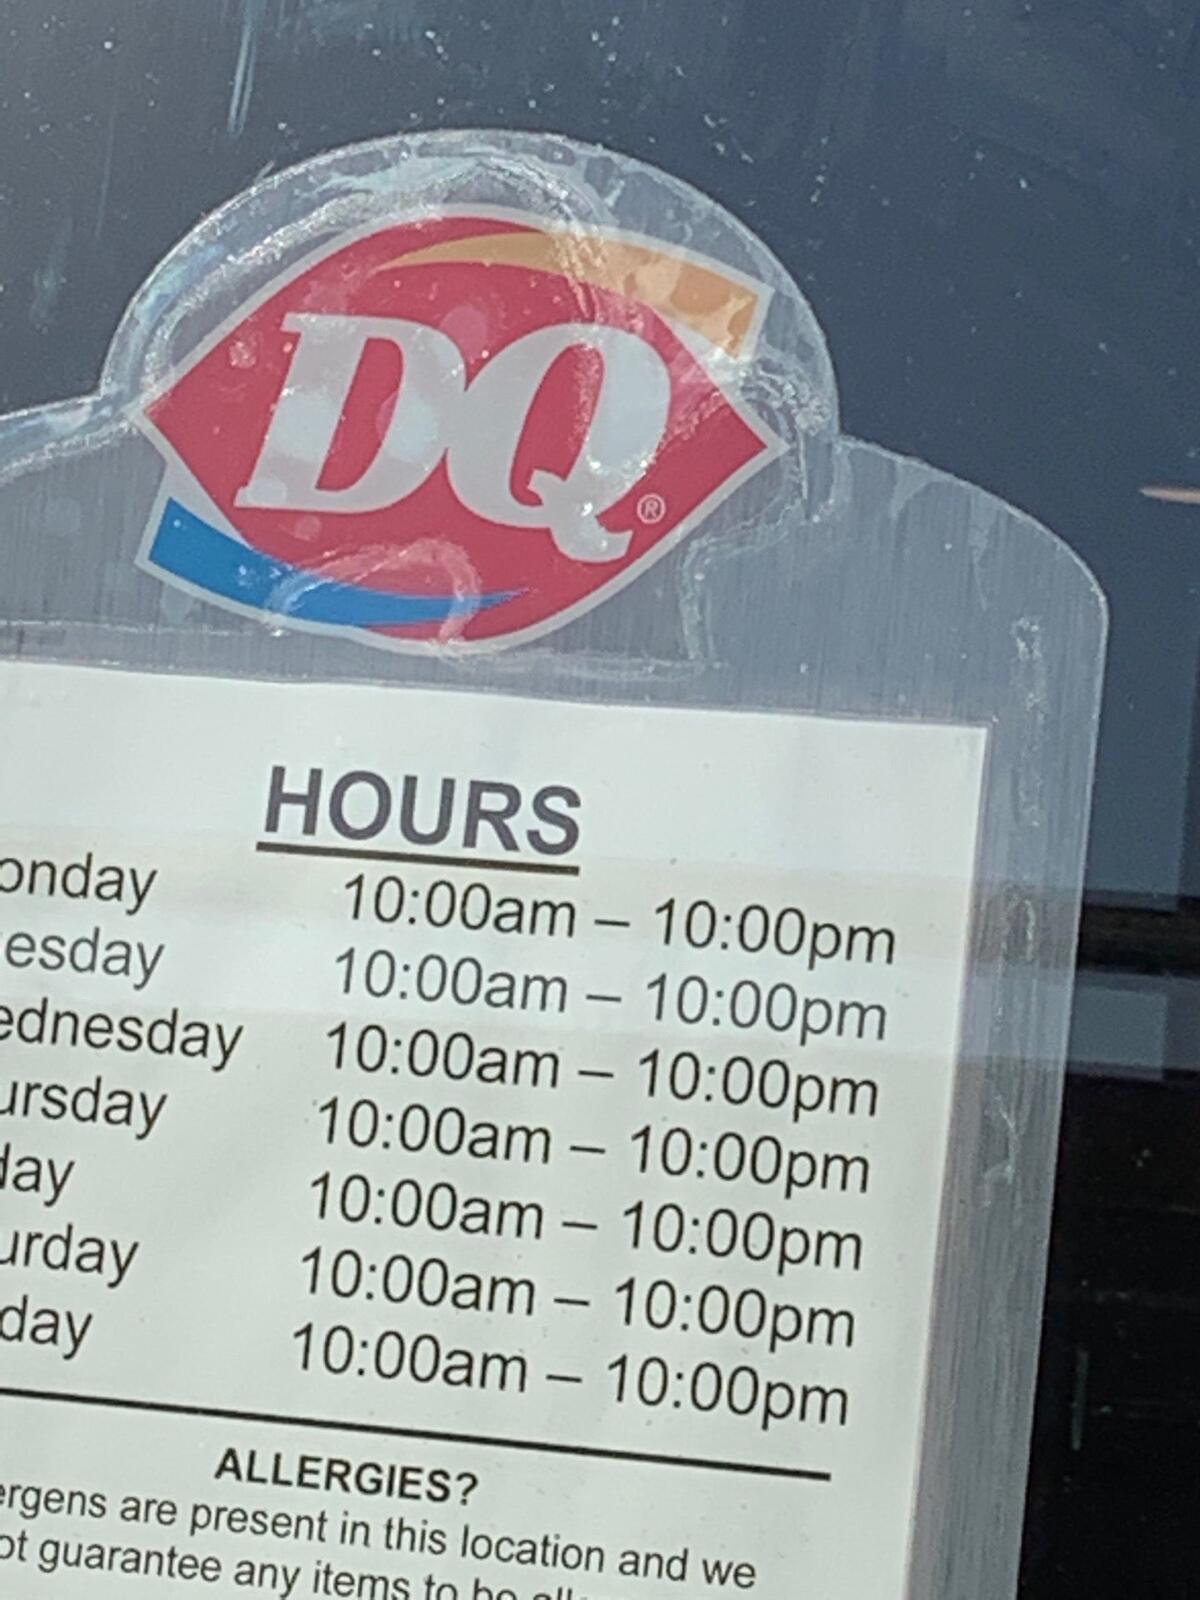 DQ®
HOURS
onday 10:00am – 10:00pm
esday 10:00am – 10:00pm
ednesday 10:00am – 10:00pm
ursday 10:00am – 10:00pm
day 10:00am – 10:00pm
urday 10:00am – 10:00pm
day 10:00am – 10:00pm
ALLERGIES?
ergens are present in this location and we
ot guarantee any items to be